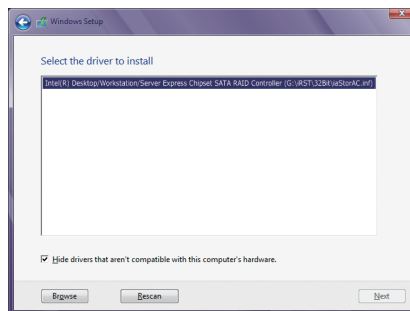 Windows Setup
Select the driver to install
Intel(R) Desktop/Workstation/Server Express Chipset SATA RAID Controller (G:\iRST\32Bit\iaStorAC.inf)
Hide drivers that aren't compatible with this computer's hardware.
Browse Rescan Next